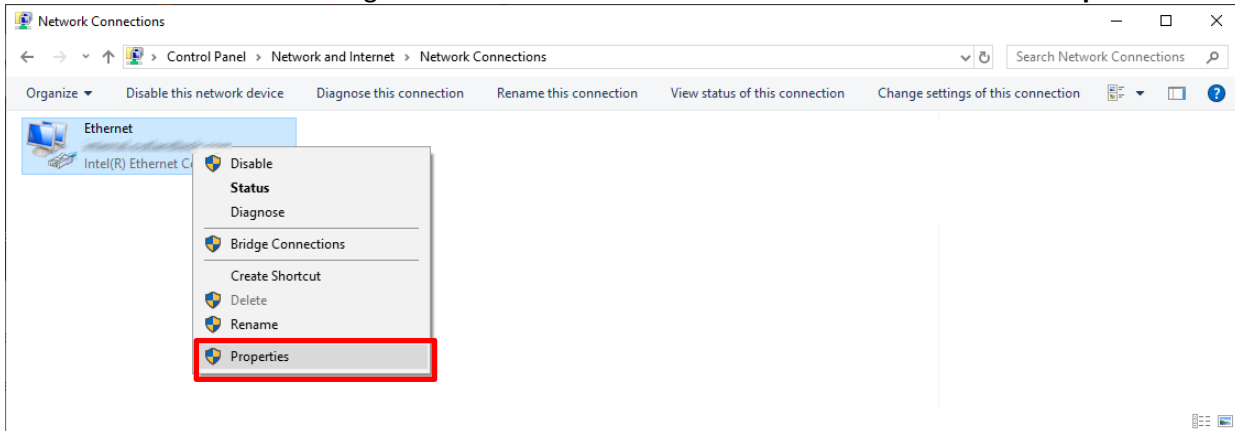 Network Connections
Control Panel > Network and Internet > Network Connections
Search Network Connections
Organize Disable this network device Diagnose this connection Rename this connection View status of this connection Change settings of this connection
Ethernet
Intel(R) Ethernet
Disable
Status
Diagnose
Bridge Connections
Create Shortcut
Delete
Rename
Properties